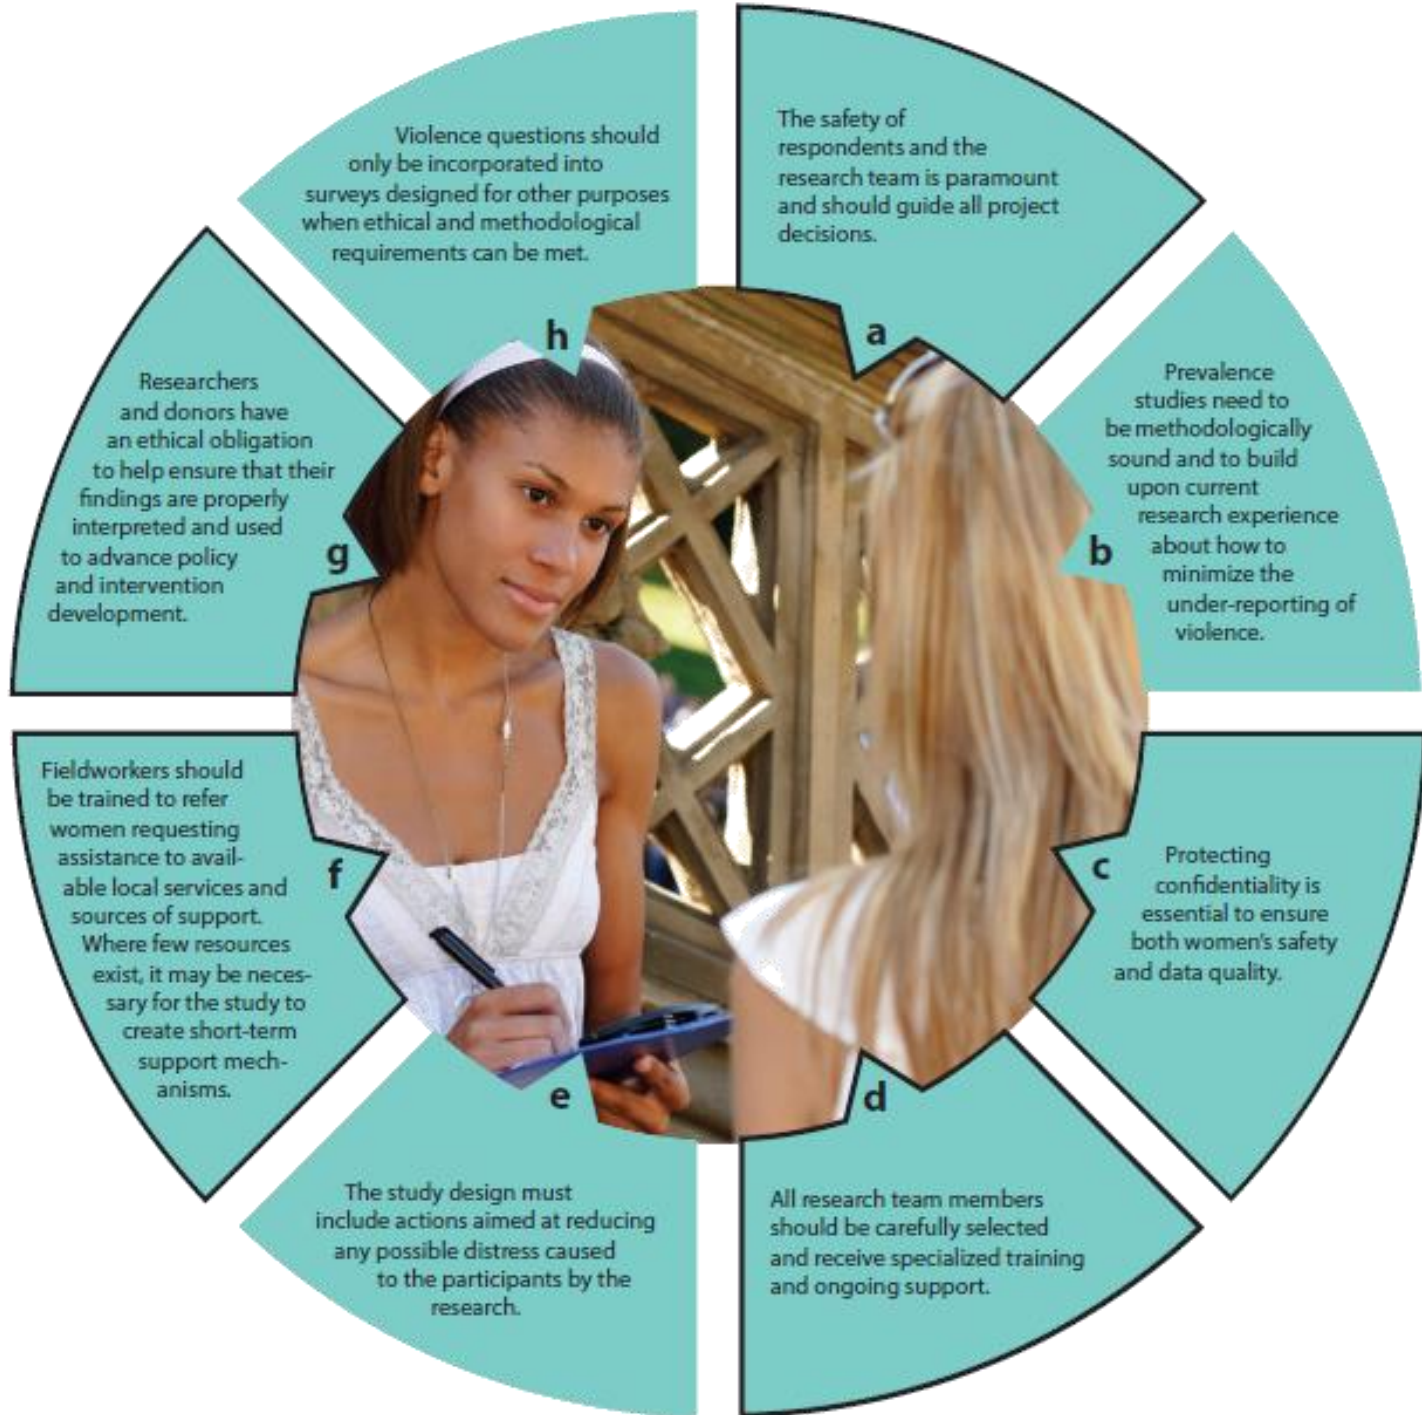 The safety of
respondents and the
research team is paramount
and should guide all project
decisions.
a
Prevalence
studies need to
be methodologically
sound and to build
upon current
research experience
about how to
minimize the
under-reporting of
violence.
b
Protecting
confidentiality is
essential to ensure
both women's safety
and data quality.
c
All research team members
should be carefully selected
and receive specialized training
and ongoing support.
d
The study design must
include actions aimed at reducing
any possible distress caused
to the participants by the
research.
e
Fieldworkers should
be trained to refer
women requesting
assistance to avail-
able local services and
sources of support.
Where few resources
exist, it may be neces-
sary for the study to
create short-term
support mech-
anisms.
f
Researchers
and donors have
an ethical obligation
to help ensure that their
findings are properly
interpreted and used
to advance policy
and intervention
development.
g
Violence questions should
only be incorporated into
surveys designed for other purposes
when ethical and methodological
requirements can be met.
h